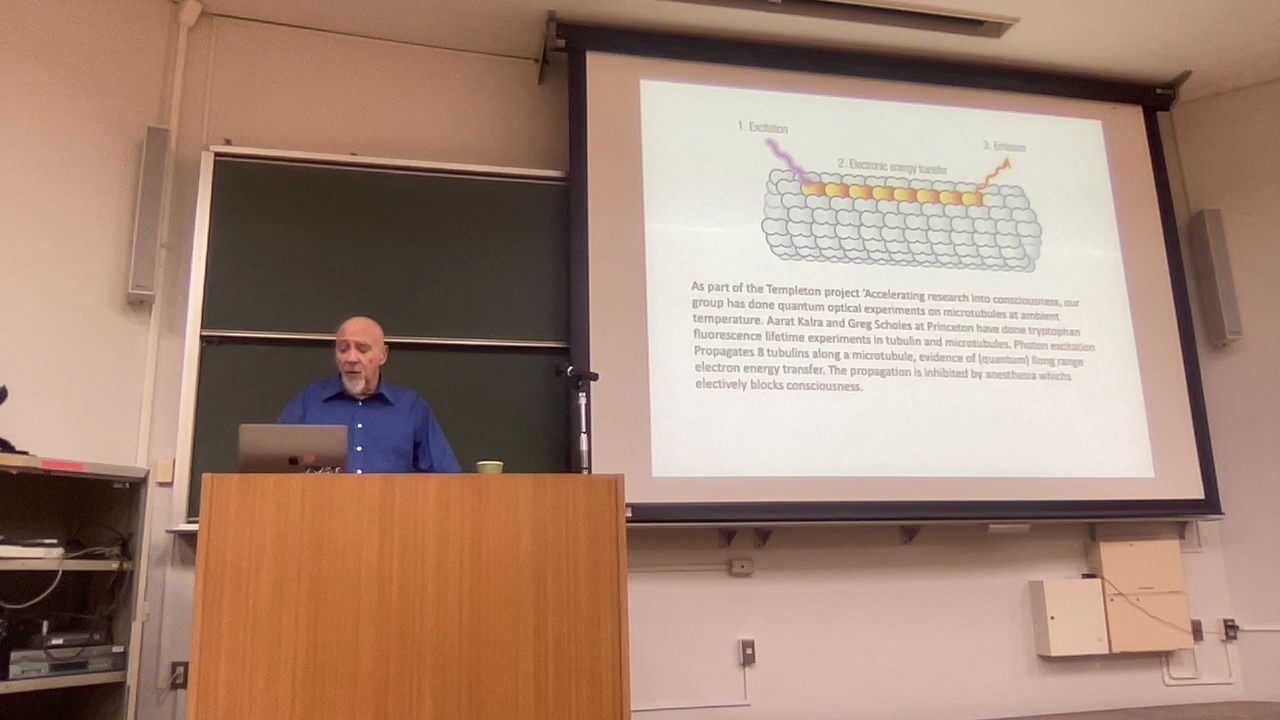 1. Excitation
3. Emission
2. Electronic energy transfer
As part of the Templeton project 'Accelerating research into consciousness, our
group has done quantum optical experiments on microtubules at ambient
temperature. Aarat Kalra and Greg Scholes at Princeton have done tryptophan
fluorescence lifetime experiments in tubulin and microtubules. Photon excitation
Propagates 8 tubulins along a microtubule, evidence of (quantum) llong range
electron energy transfer. The propagation is inhibited by anesthesia whichs
electively blocks consciousness.